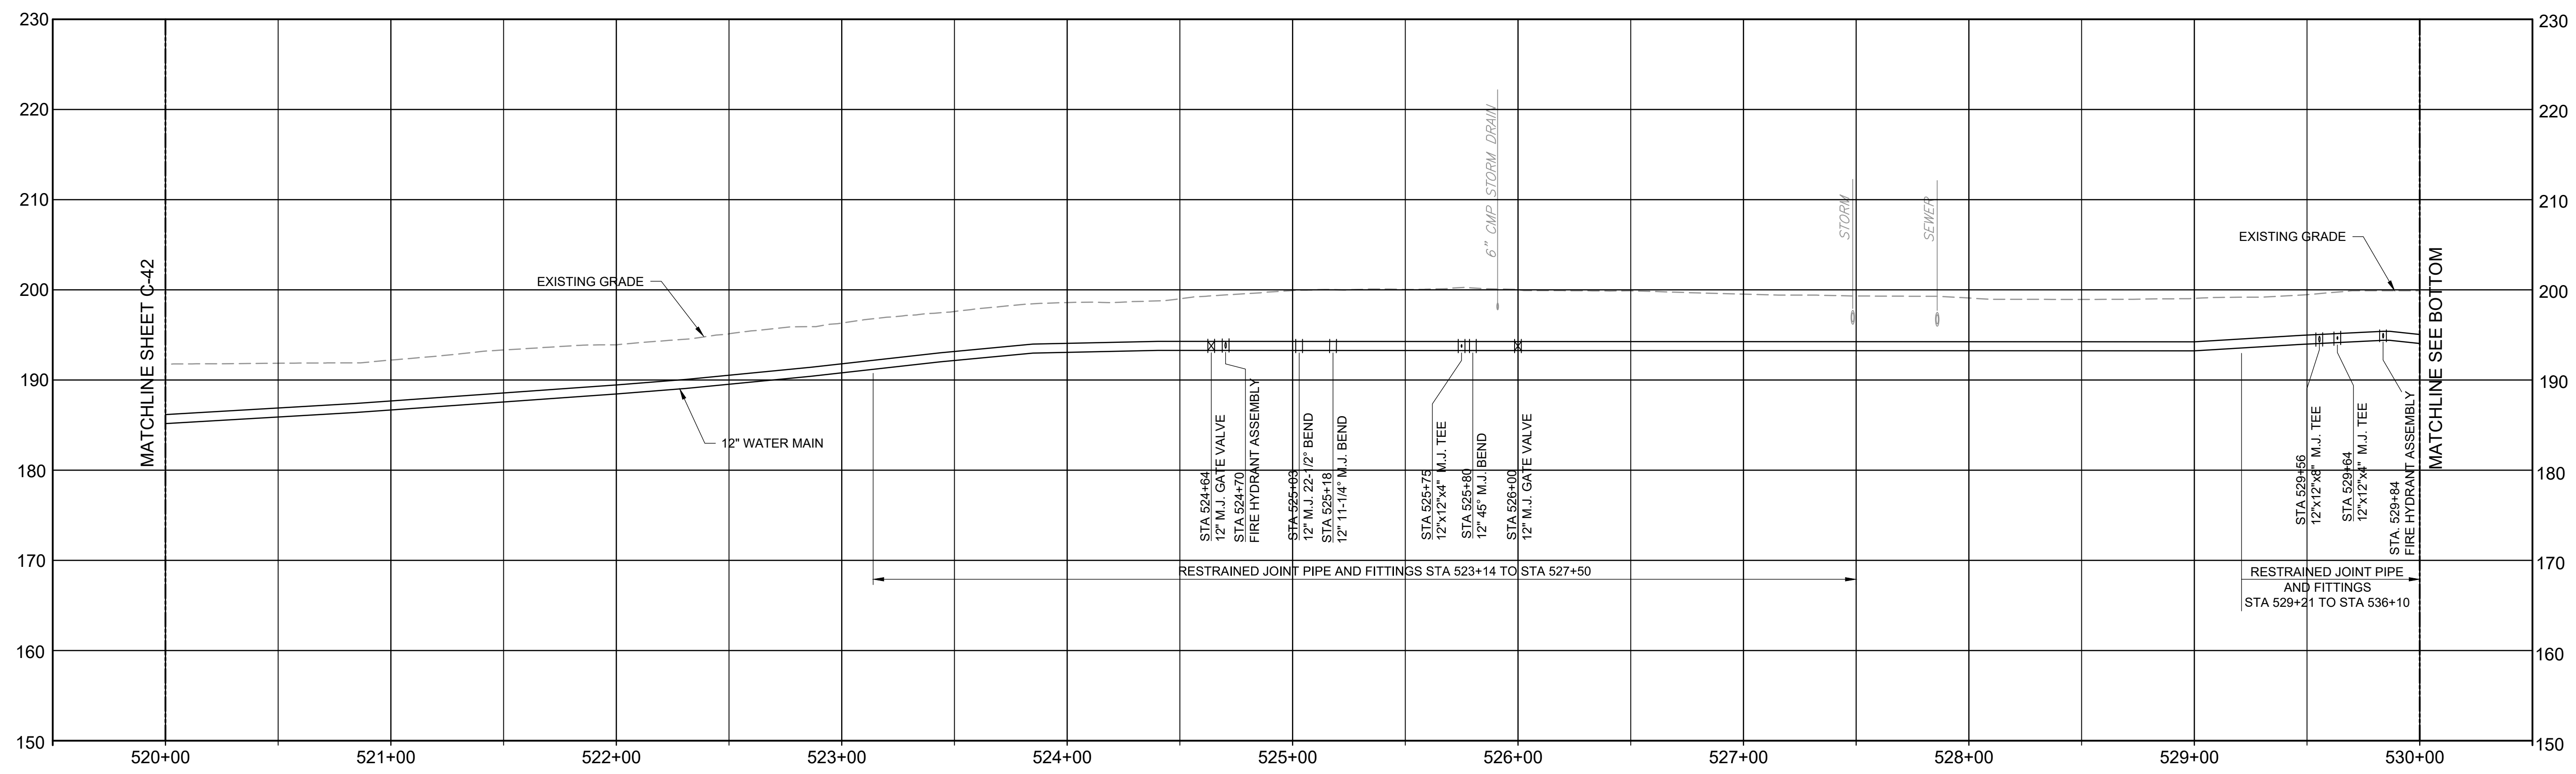 230
220
210
200
190
180
170
160
150
230
220
210
200
190
180
170
160
150
MATCHLINE SHEET C-42
EXISTING GRADE
12" WATER MAIN
6" CMP STORM DRAIN
STORM
SEWER
EXISTING GRADE
MATCHLINE SEE BOTTOM
STA 524+64
12" M.J. GATE VALVE
STA 524+70
FIRE HYDRANT ASSEMBLY
STA 525+03
12" M.J. 22-1/2° BEND
STA 525+18
12" 11-1/4° M.J. BEND
STA 525+75
12"x12"x4" M.J. TEE
STA 525+80
12" 45° M.J. BEND
STA 526+00
12" M.J. GATE VALVE
STA 529+56
12"x12"x8" M.J. TEE
STA 529+64
12"x12"x4" M.J. TEE
STA. 529+84
FIRE HYDRANT ASSEMBLY
RESTRAINED JOINT PIPE AND FITTINGS STA 523+14 TO STA 527+50
RESTRAINED JOINT PIPE
AND FITTINGS
STA 529+21 TO STA 536+10
520+00
521+00
522+00
523+00
524+00
525+00
526+00
527+00
528+00
529+00
530+00